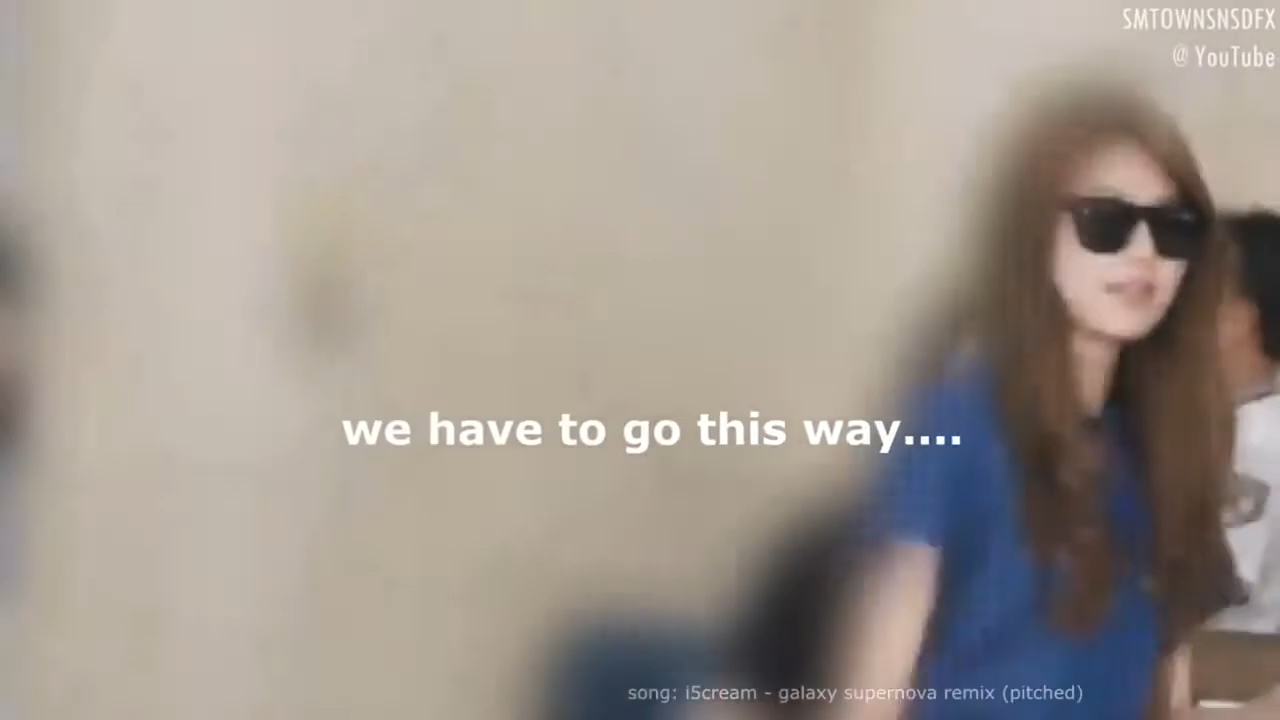 SMTOWNSNSDFX
@ YouTube
we have to go this way....
song: i5cream - galaxy supernova remix (pitched)